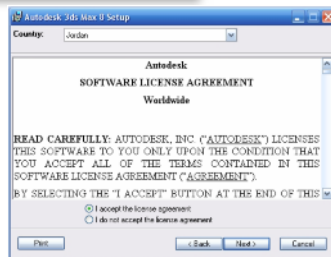 Autodesk 3ds Max 8 Setup
Country: Jordan
Autodesk
SOFTWARE LICENSE AGREEMENT
Worldwide
READ CAREFULLY: AUTODESK, INC ("AUTODESK") LICENSES
THIS SOFTWARE TO YOU ONLY UPON THE CONDITION THAT
YOU ACCEPT ALL OF THE TERMS CONTAINED IN THIS
SOFTWARE LICENSE AGREEMENT ("AGREEMENT").
BY SELECTING THE "I ACCEPT" BUTTON AT THE END OF THIS
I accept the license agreement
I do not accept the license agreement
Print < Back Next > Cancel